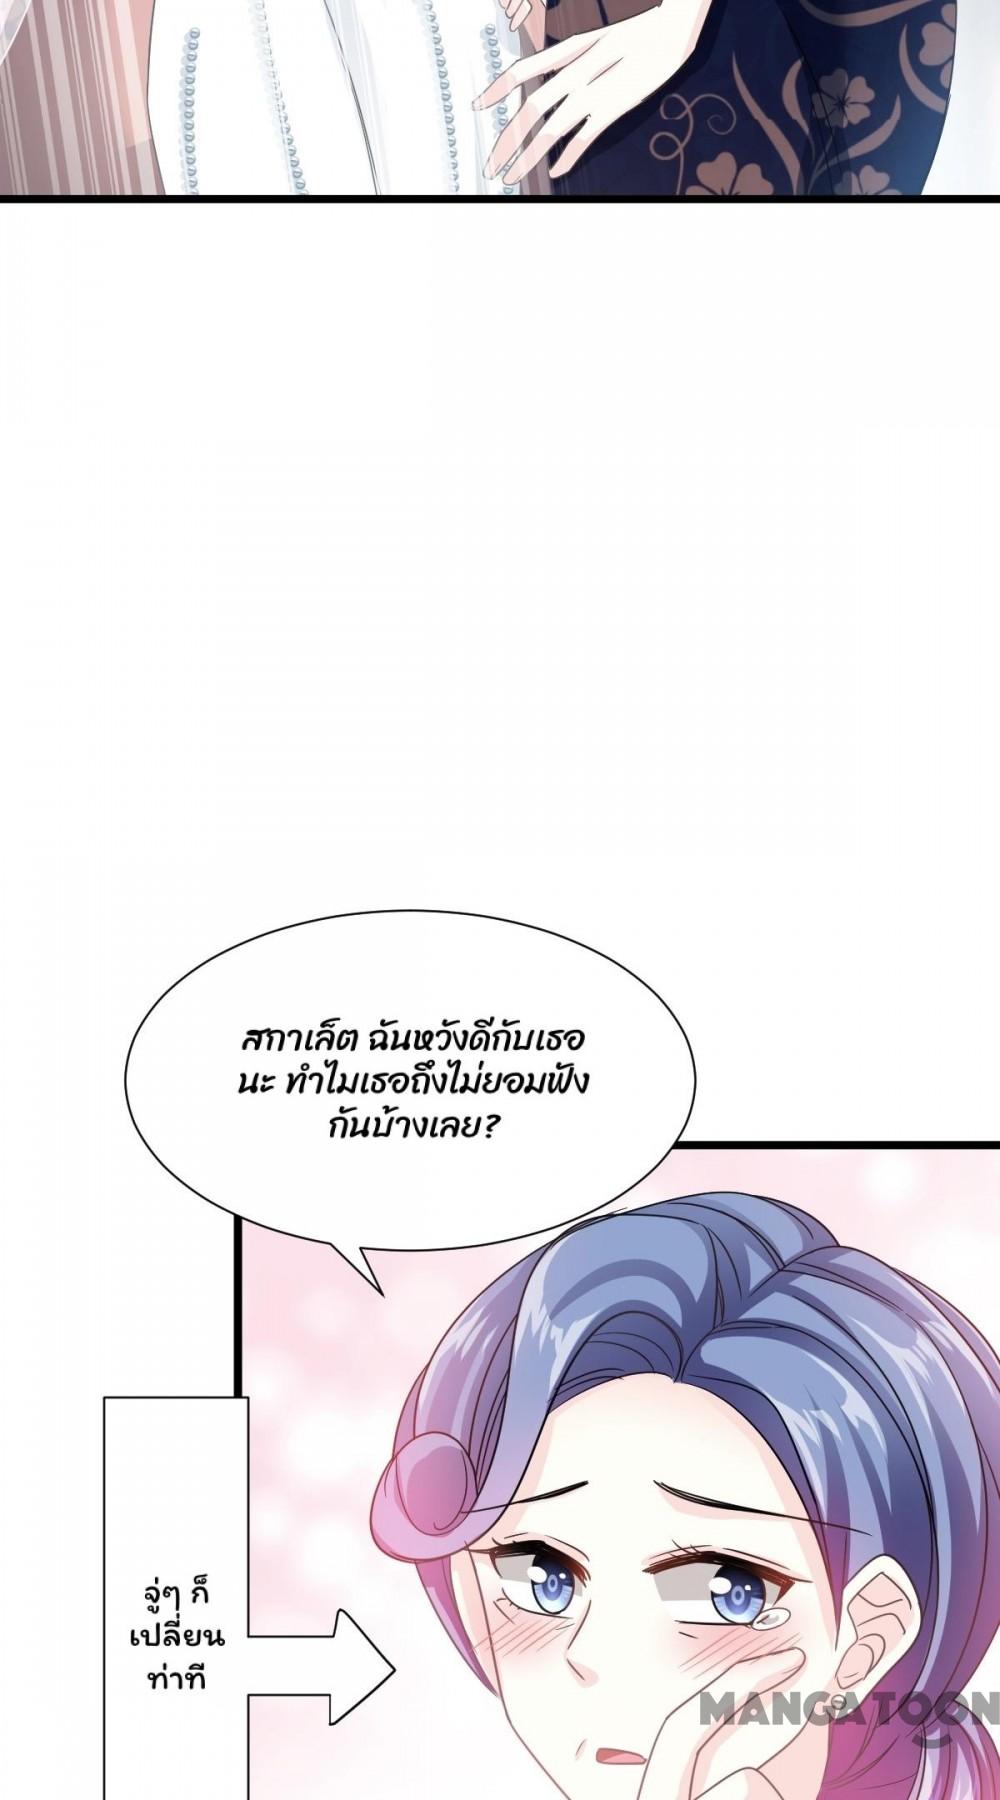 สกาเล็ต ฉันหวังดีกับเธอ
นะ ทำไมเธอถึงไม่ยอมฟัง
กันบ้างเลย?
จู่ๆ ก็
เปลี่ยน
ท่าที
MANGATOON